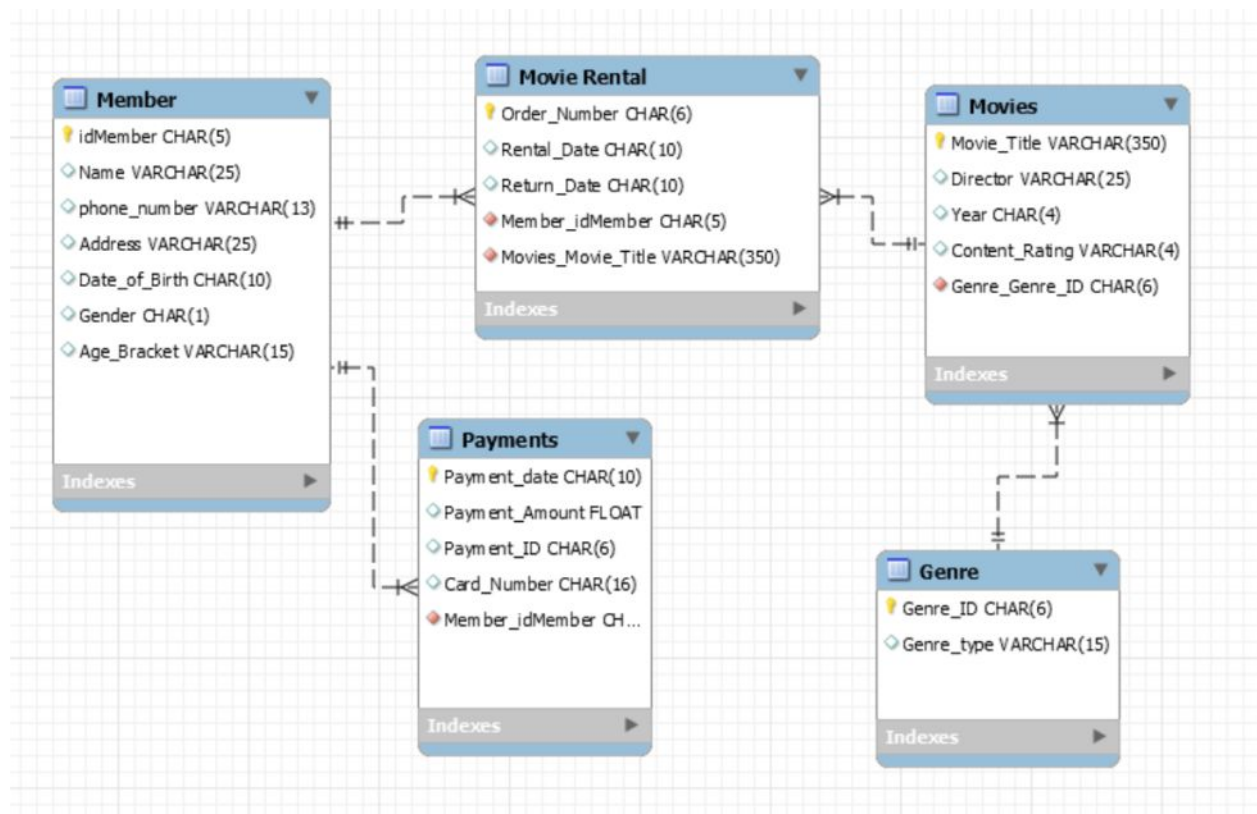 Member
idMember CHAR(5)
Name VARCHAR(25)
phone_number VARCHAR(13)
Address VARCHAR(25)
Date_of_Birth CHAR(10)
Gender CHAR(1)
Age_Bracket VARCHAR(15)
Indexes
Movie Rental
Order_Number CHAR(6)
Rental_Date CHAR(10)
Return_Date CHAR(10)
Member_idMember CHAR(5)
Movies_Movie_Title VARCHAR(350)
Indexes
Movies
Movie_Title VARCHAR(350)
Director VARCHAR(25)
Year CHAR(4)
Content_Rating VARCHAR(4)
Genre_Genre_ID CHAR(6)
Indexes
Payments
Payment_date CHAR(10)
Payment_Amount FLOAT
Payment_ID CHAR(6)
Card_Number CHAR(16)
Member_idMember CH...
Indexes
Genre
Genre_ID CHAR(6)
Genre_type VARCHAR(15)
Indexes